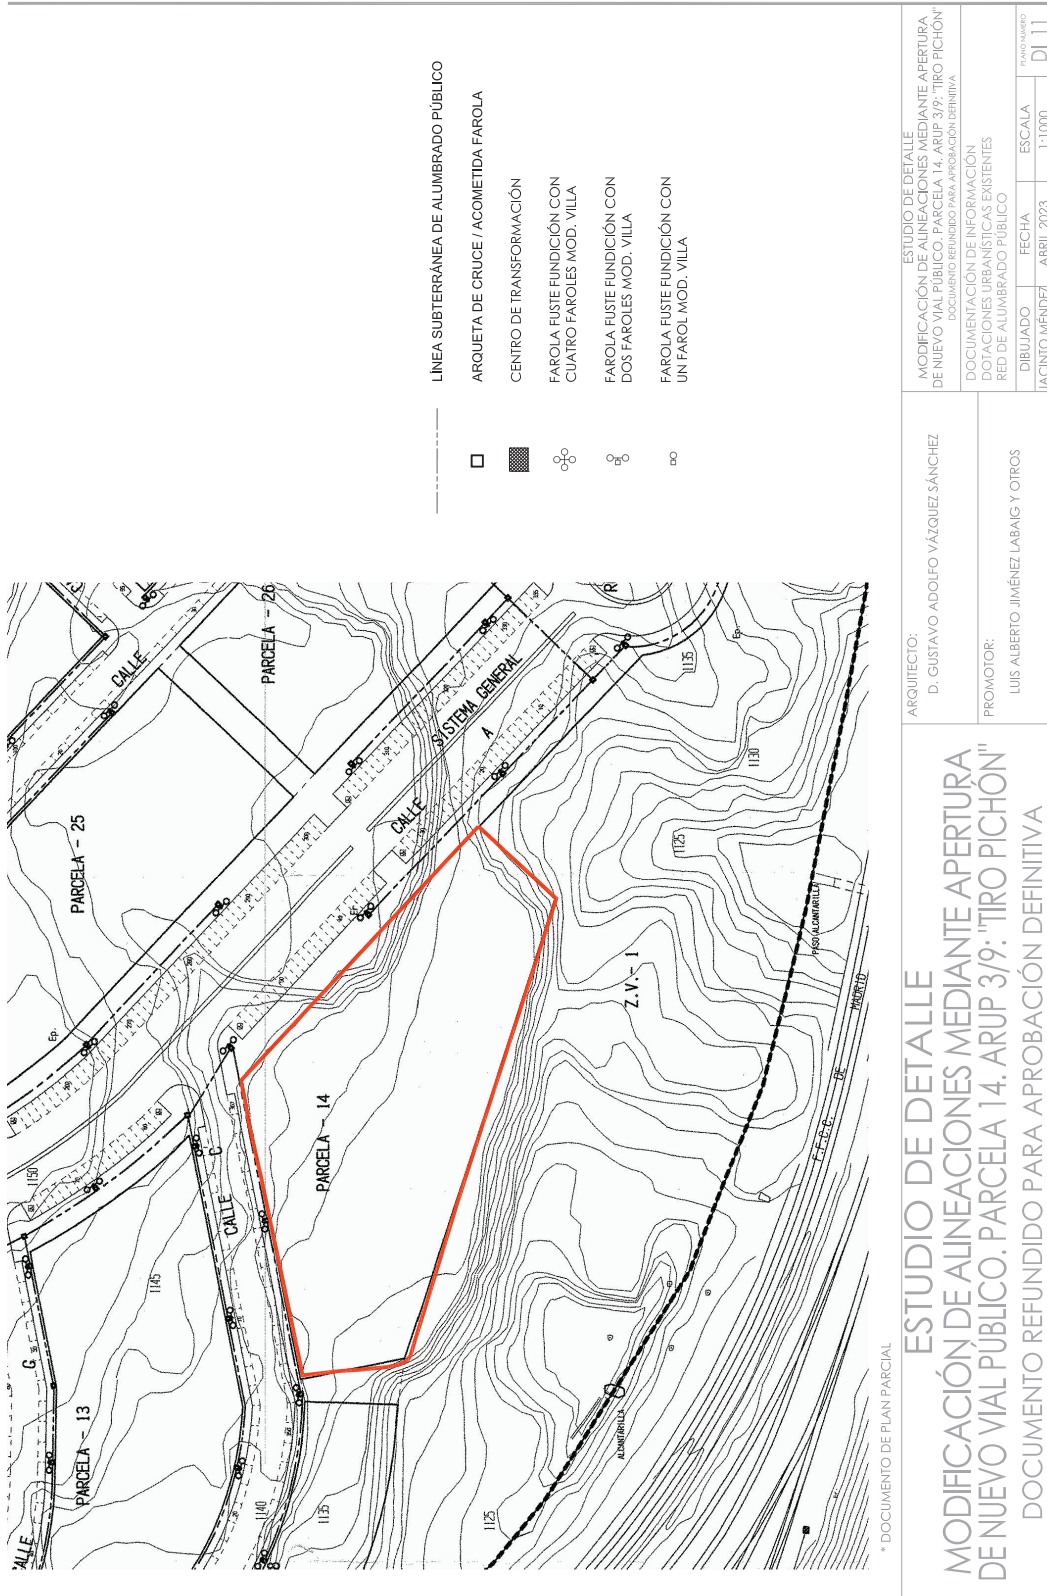 LÍNEA SUBTERRÁNEA DE ALUMBRADO PÚBLICO
ARQUETA DE CRUCE / ACOMETIDA FAROLA
CENTRO DE TRANSFORMACIÓN
FAROLA FUSTE FUNDICIÓN CON
CUATRO FAROLES MOD. VILLA
FAROLA FUSTE FUNDICIÓN CON
DOS FAROLES MOD. VILLA
FAROLA FUSTE FUNDICIÓN CON
UN FAROL MOD. VILLA
PARCELA - 13
PARCELA - 14
PARCELA - 25
PARCELA - 26
CALLE
G
CALLE
C
CALLE
A
CALLE
SISTEMA GENERAL
Z.V.- 1
Ep.
Ep.
1150
1145
1140
1135
1125
1125
1130
1135
ALCANTARILLA
PASO ALCANTARILLA
F.F.C.C. DE MADRID
* DOCUMENTO DE PLAN PARCIAL
ESTUDIO DE DETALLE
MODIFICACIÓN DE ALINEACIONES MEDIANTE APERTURA
DE NUEVO VIAL PÚBLICO. PARCELA 14. ARUP 3/9: "TIRO PICHÓN"
DOCUMENTO REFUNDIDO PARA APROBACIÓN DEFINITIVA
ARQUITECTO:
D. GUSTAVO ADOLFO VÁZQUEZ SÁNCHEZ
PROMOTOR:
LUIS ALBERTO JIMÉNEZ LABAIG Y OTROS
ESTUDIO DE DETALLE
MODIFICACIÓN DE ALINEACIONES MEDIANTE APERTURA
DE NUEVO VIAL PÚBLICO. PARCELA 14. ARUP 3/9: "TIRO PICHÓN"
DOCUMENTO REFUNDIDO PARA APROBACIÓN DEFINITIVA
DOCUMENTACIÓN DE INFORMACIÓN
DOTACIONES URBANÍSTICAS EXISTENTES
RED DE ALUMBRADO PÚBLICO
DIBUJADO
JACINTO MÉNDEZ
FECHA
ABRIL 2023
ESCALA
1:1000
PLANO NUMERO
DI 11